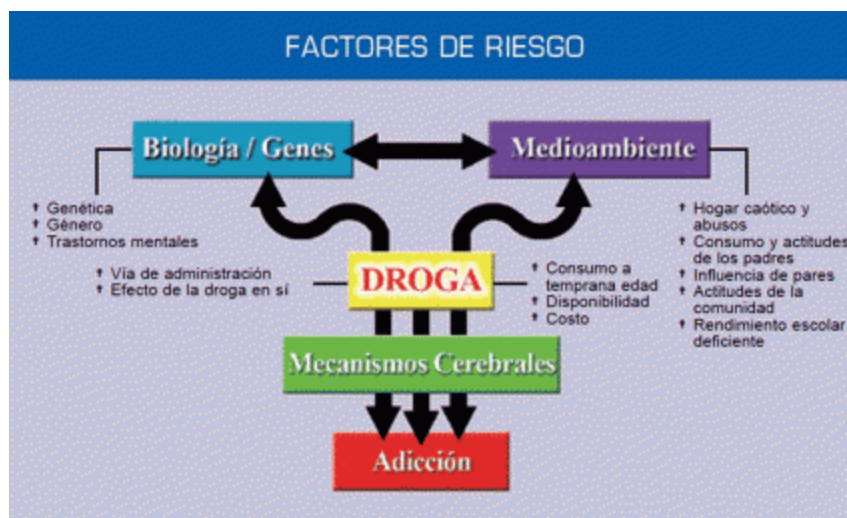 FACTORES DE RIESGO
Biología / Genes
Medioambiente
† Genética
† Género
† Trastornos mentales
† Hogar caótico y
abusos
† Consumo y actitudes
de los padres
† Influencia de pares
† Actitudes de la
comunidad
† Rendimiento escolar
deficiente
† Vía de administración
† Efecto de la droga en sí
DROGA
† Consumo a
temprana edad
† Disponibilidad
† Costo
Mecanismos Cerebrales
Adicción